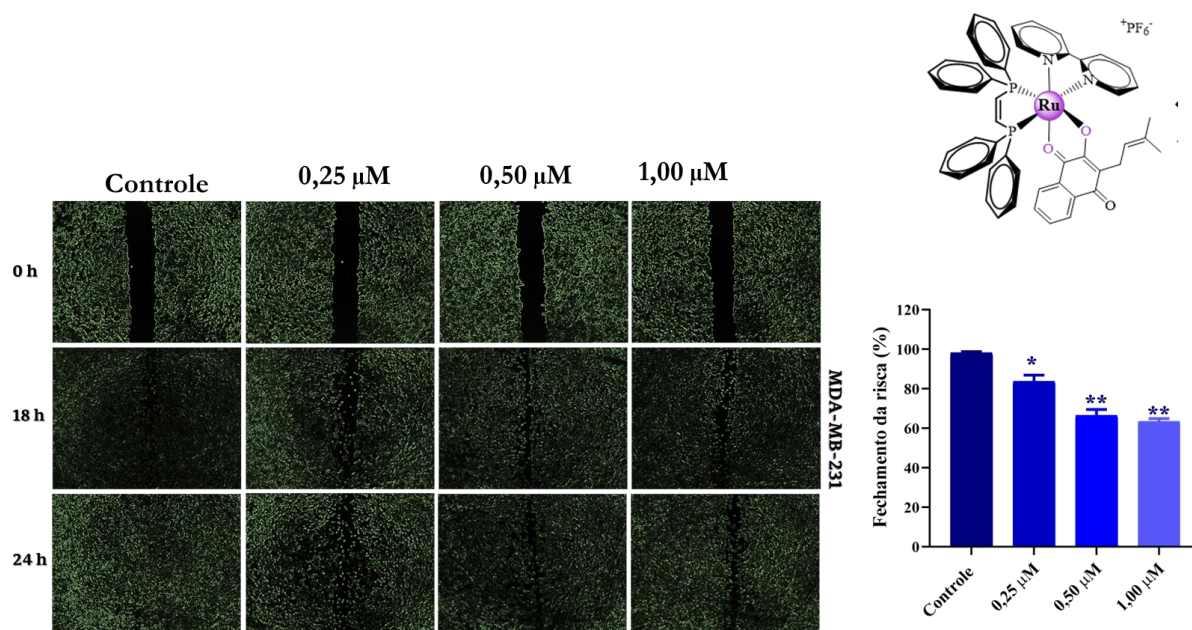 Controle
0,25 μM
0,50 μM
1,00 μM
0 h
18 h
24 h
MDA-MB-231
⁺PF₆⁻
N
N
P
Ru
P
O
O
O
Fechamento da risca (%)
120
100
80
60
40
20
0
*
**
**
Controle
0,25 μM
0,50 μM
1,00 μM